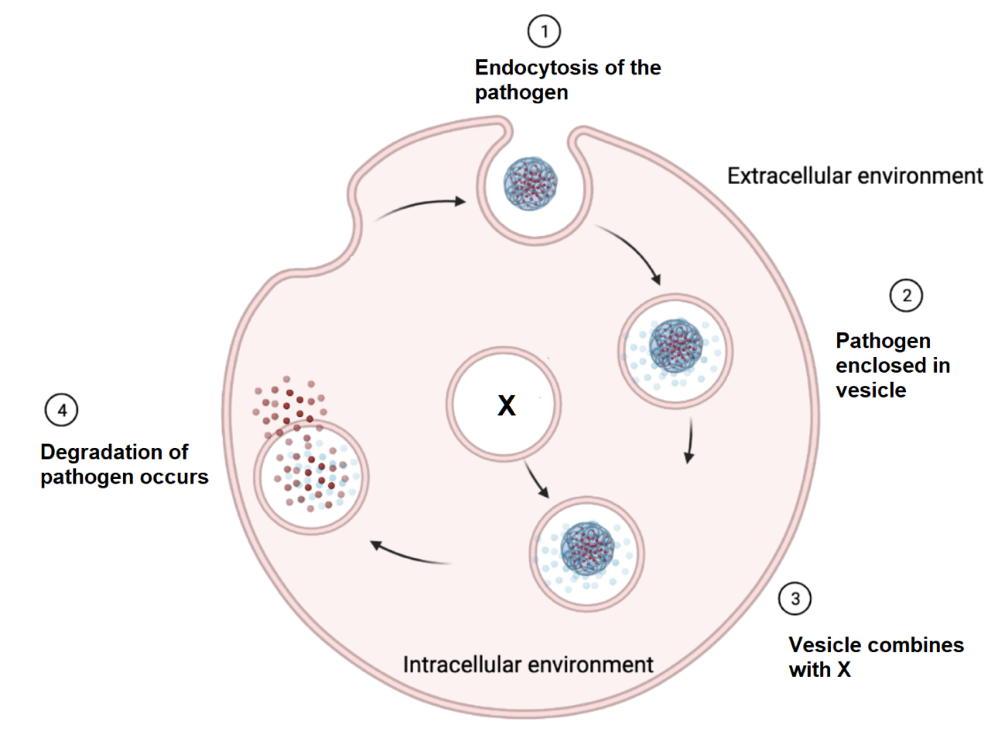 1
Endocytosis of the
pathogen
Extracellular environment
2
Pathogen
enclosed in
vesicle
X
4
Degradation of
pathogen occurs
3
Vesicle combines
with X
Intracellular environment